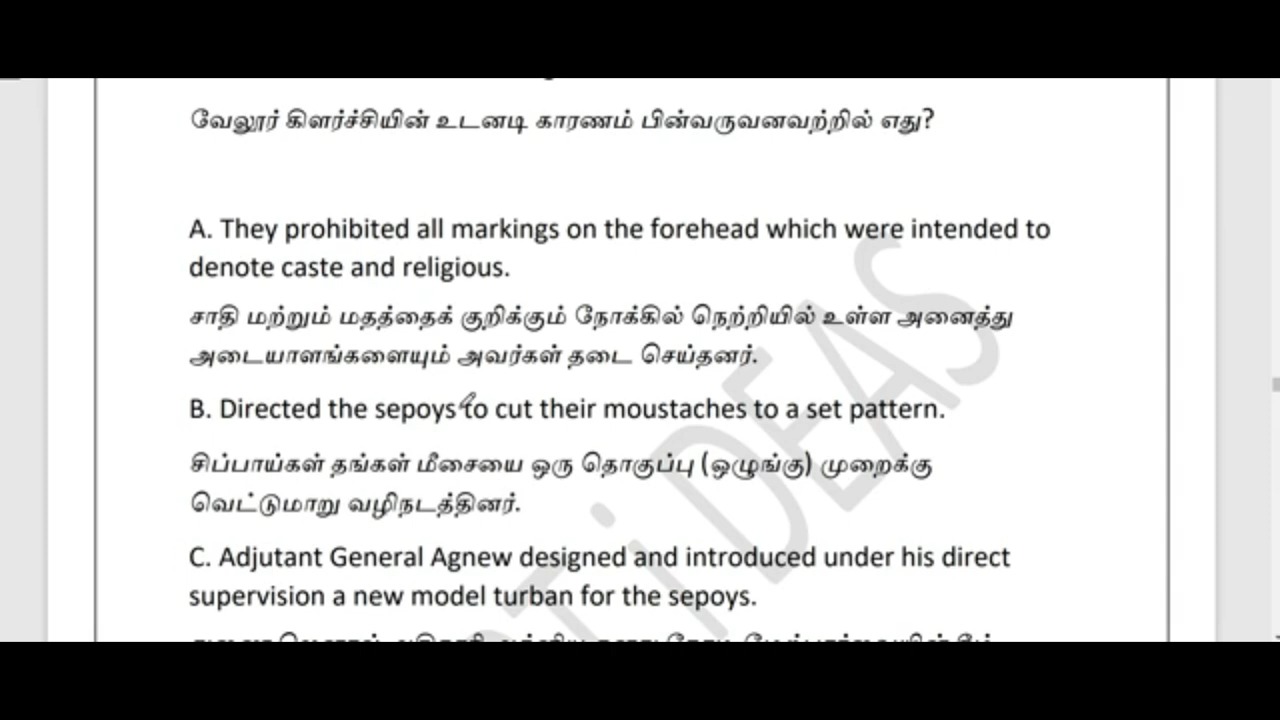 வேலூர் கிளர்ச்சியின் உடனடி காரணம் பின்வருவனவற்றில் எது?
A. They prohibited all markings on the forehead which were intended to
denote caste and religious.
சாதி மற்றும் மதத்தைக் குறிக்கும் நோக்கில் நெற்றியில் உள்ள அனைத்து
அடையாளங்களையும் அவர்கள் தடை செய்தனர்.
B. Directed the sepoys to cut their moustaches to a set pattern.
சிப்பாய்கள் தங்கள் மீசையை ஒரு தொகுப்பு (ஒழுங்கு) முறைக்கு
வெட்டுமாறு வழிநடத்தினர்.
C. Adjutant General Agnew designed and introduced under his direct
supervision a new model turban for the sepoys.
T i DEAS